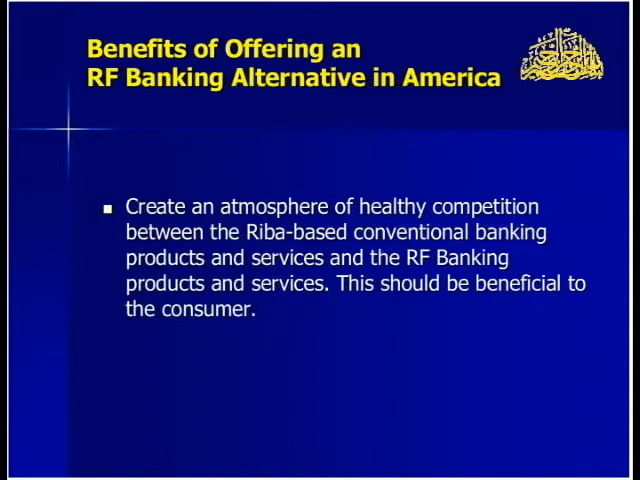 Benefits of Offering an
RF Banking Alternative in America
Create an atmosphere of healthy competition
between the Riba-based conventional banking
products and services and the RF Banking
products and services. This should be beneficial to
the consumer.